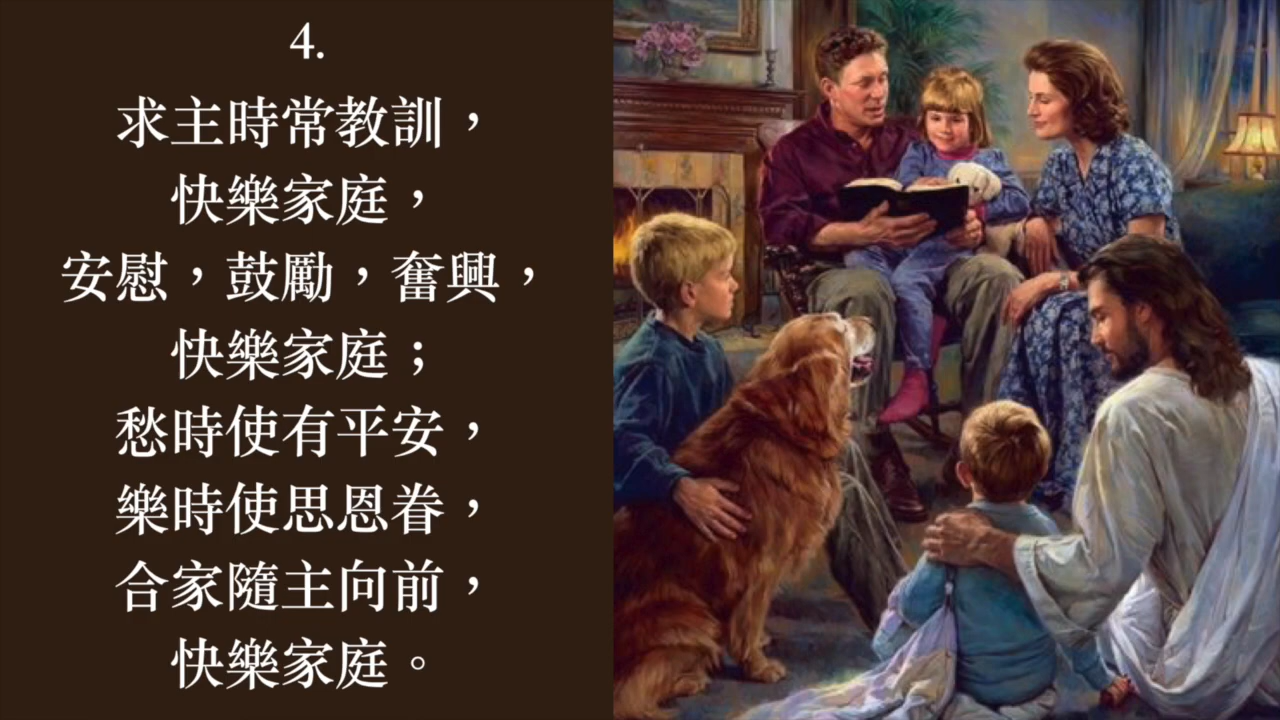 4.
求主時常教訓，
快樂家庭，
安慰，鼓勵，奮興，
快樂家庭；
愁時使有平安，
樂時使思恩眷，
合家隨主向前，
快樂家庭。